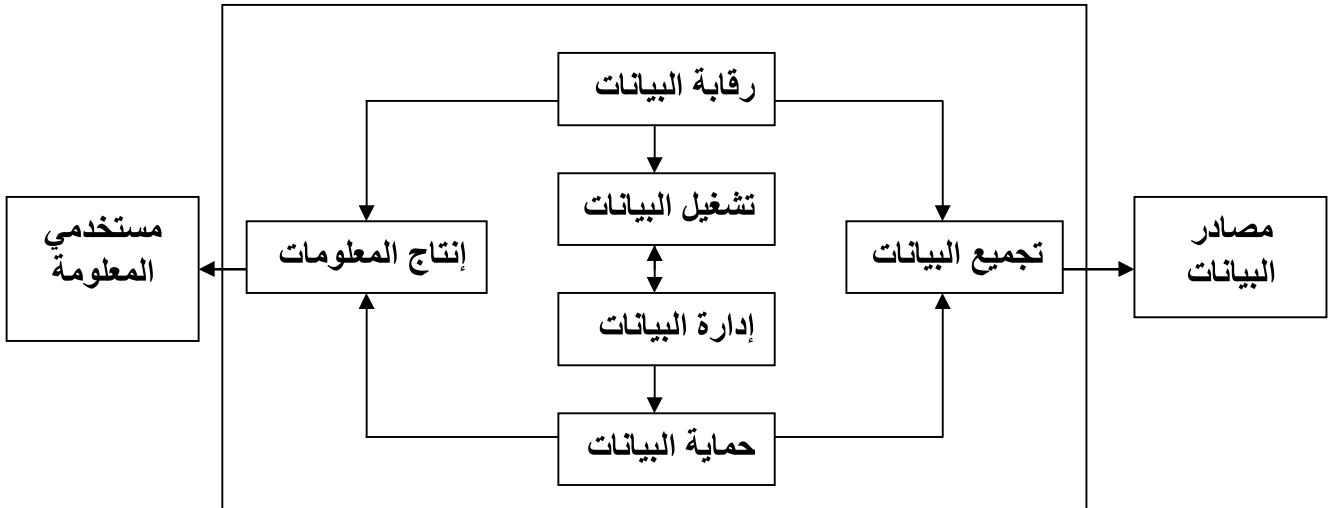 رقابة البيانات
تشغيل البيانات
مصادر
البيانات
تجميع البيانات
إنتاج المعلومات
مستخدمي
المعلومة
إدارة البيانات
حماية البيانات